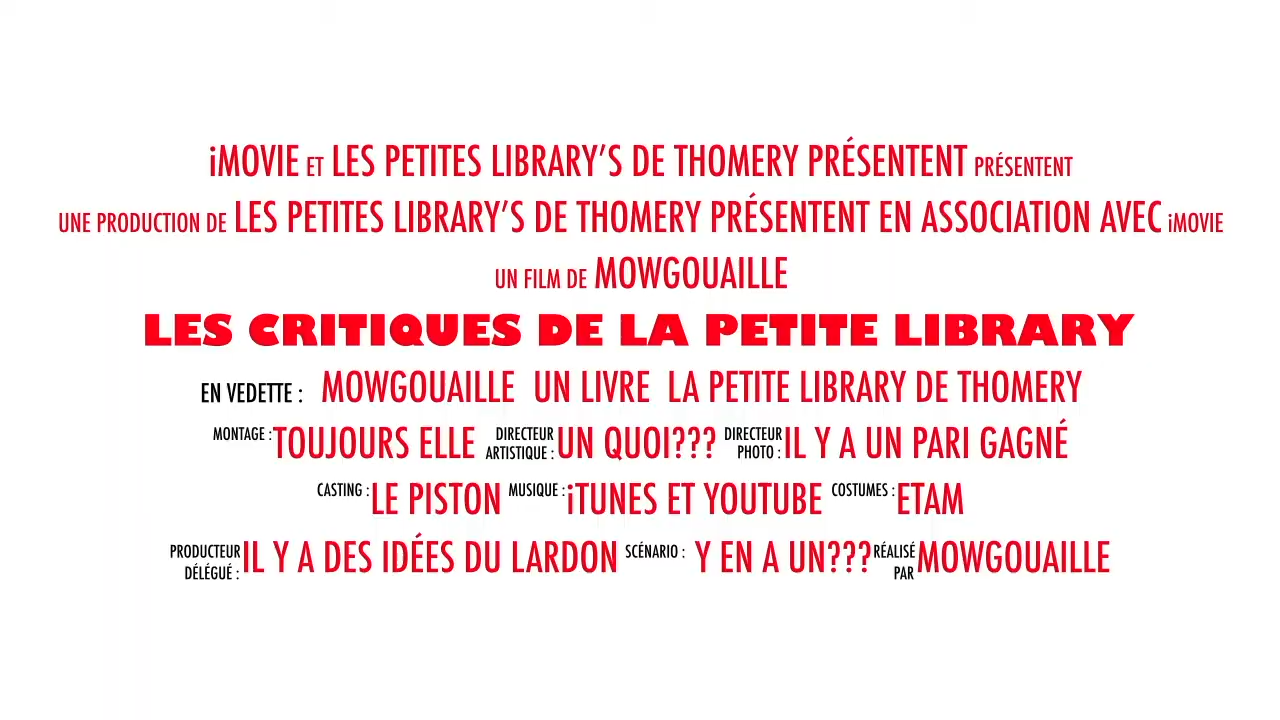 iMOVIE ET LES PETITES LIBRARY'S DE THOMERY PRÉSENTENT PRÉSENTENT
UNE PRODUCTION DE LES PETITES LIBRARY'S DE THOMERY PRÉSENTENT EN ASSOCIATION AVEC iMOVIE
UN FILM DE MOWGOUAILLE
LES CRITIQUES DE LA PETITE LIBRARY
EN VEDETTE : MOWGOUAILLE UN LIVRE LA PETITE LIBRARY DE THOMERY
MONTAGE : TOUJOURS ELLE DIRECTEUR ARTISTIQUE : UN QUOI??? DIRECTEUR PHOTO : IL Y A UN PARI GAGNÉ
CASTING : LE PISTON MUSIQUE : iTUNES ET YOUTUBE COSTUMES : ETAM
PRODUCTEUR DÉLÉGUÉ : IL Y A DES IDÉES DU LARDON SCÉNARIO : Y EN A UN??? RÉALISÉ PAR MOWGOUAILLE